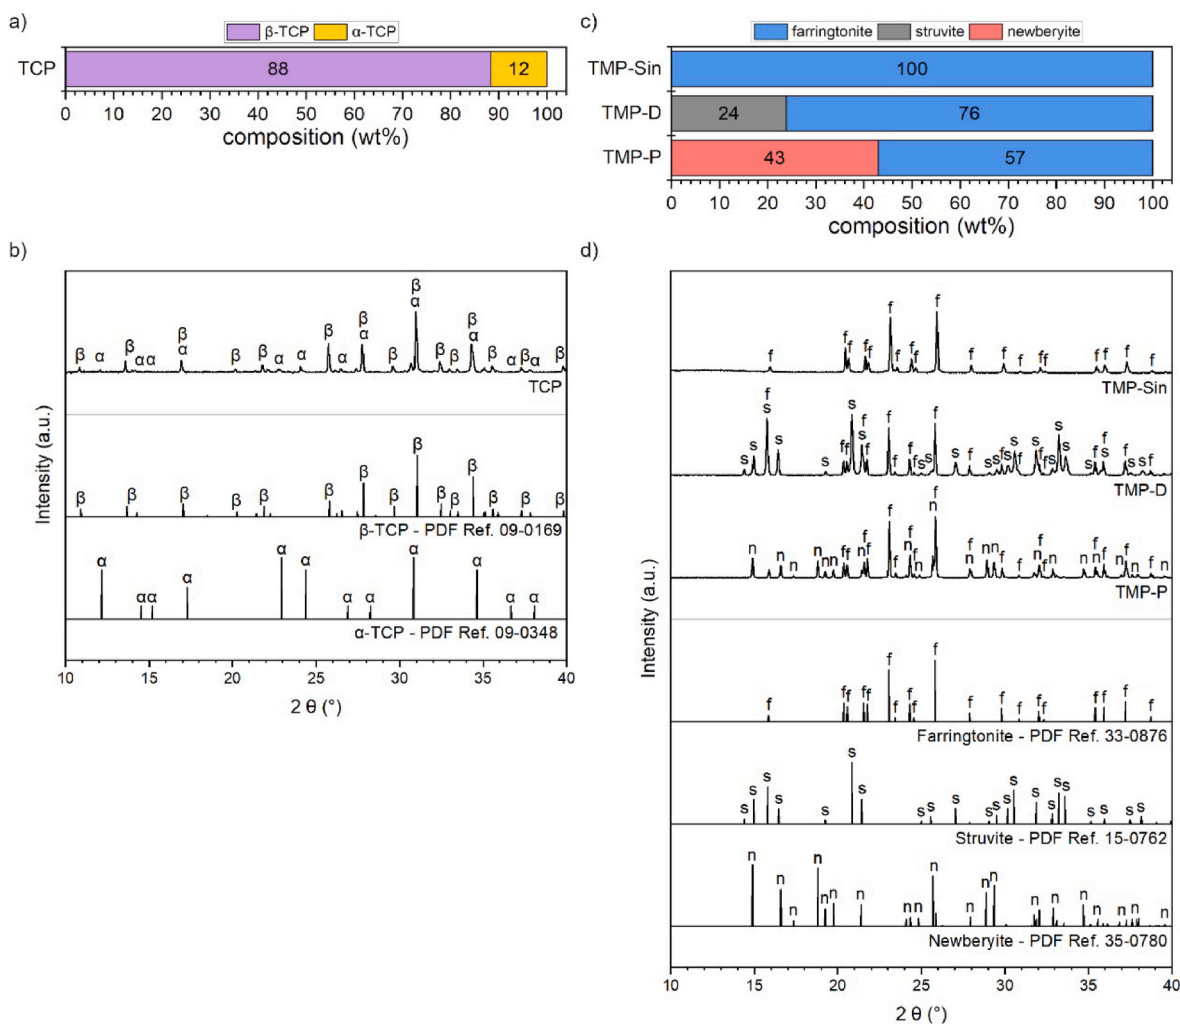 a)
β-TCP α-TCP
TCP
88 12
0 10 20 30 40 50 60 70 80 90 100
composition (wt%)
c)
farringtonite struvite newberyite
TMP-Sin
100
TMP-D
24 76
TMP-P
43 57
0 10 20 30 40 50 60 70 80 90 100
composition (wt%)
b)
Intensity (a.u.)
β α β α α β α β β α α β α β α β α β β β α β α β α β α β
TCP
β β β β β β β β β β β β β β β
β-TCP - PDF Ref. 09-0169
α α α α α α α α α α α α
α-TCP - PDF Ref. 09-0348
10 15 20 25 30 35 40
2 θ (°)
d)
Intensity (a.u.)
TMP-Sin
TMP-D
TMP-P
Farringtonite - PDF Ref. 33-0876
Struvite - PDF Ref. 15-0762
Newberyite - PDF Ref. 35-0780
10 15 20 25 30 35 40
2 θ (°)